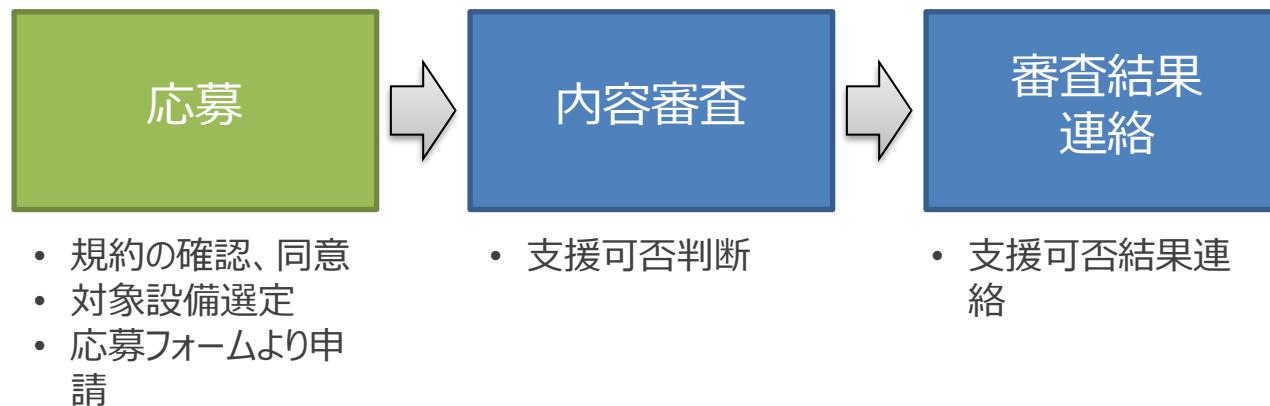 応募
内容審査
審査結果
連絡
• 規約の確認、同意
• 対象設備選定
• 応募フォームより申
請
• 支援可否判断
• 支援可否結果連
絡